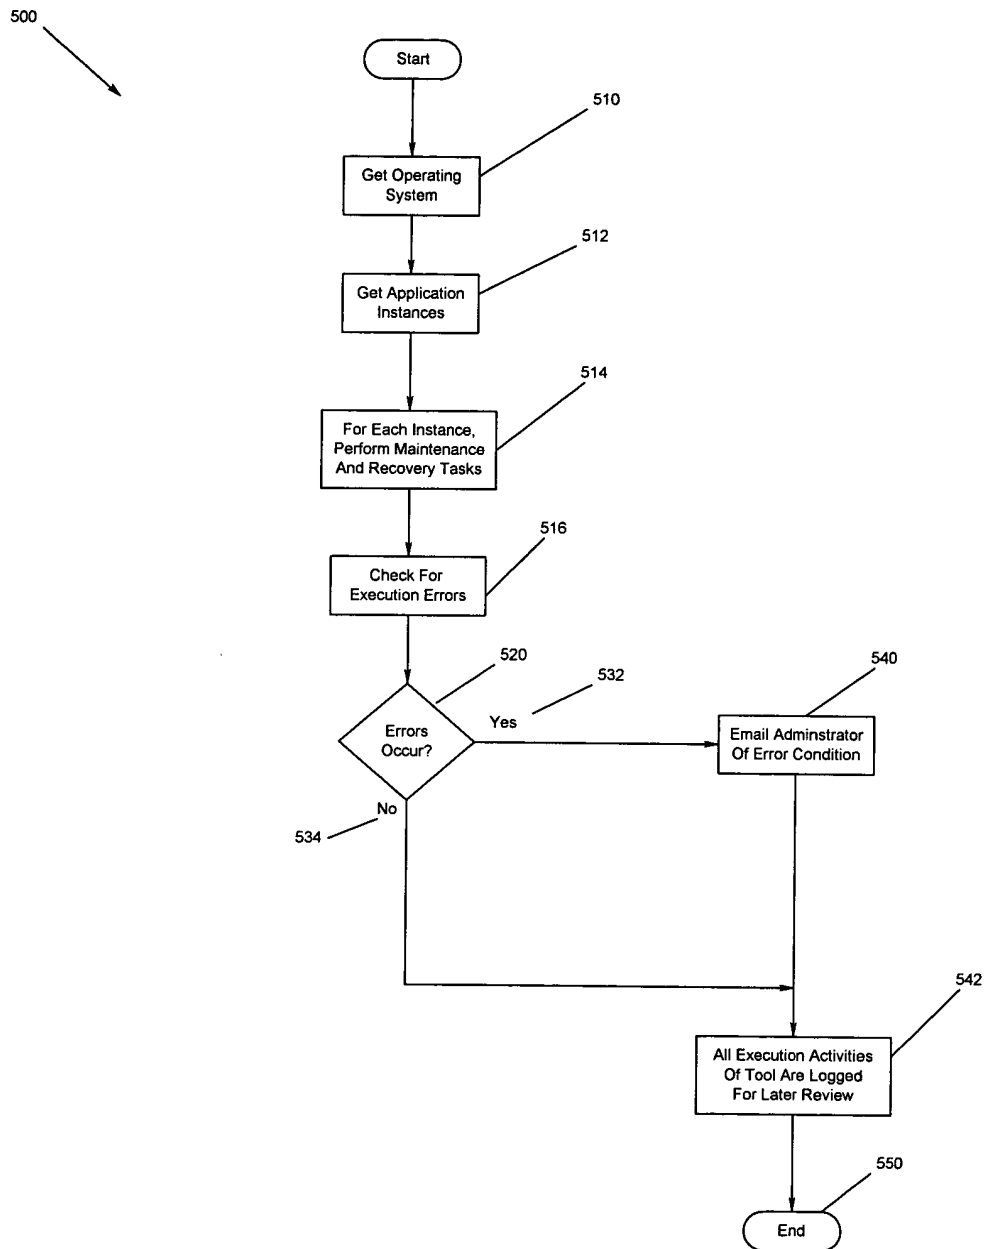 500
Start
510
Get Operating
System
512
Get Application
Instances
514
For Each Instance,
Perform Maintenance
And Recovery Tasks
516
Check For
Execution Errors
520
532
540
Errors
Occur?
Yes
Email Adminstrator
Of Error Condition
No
534
542
All Execution Activities
Of Tool Are Logged
For Later Review
550
End